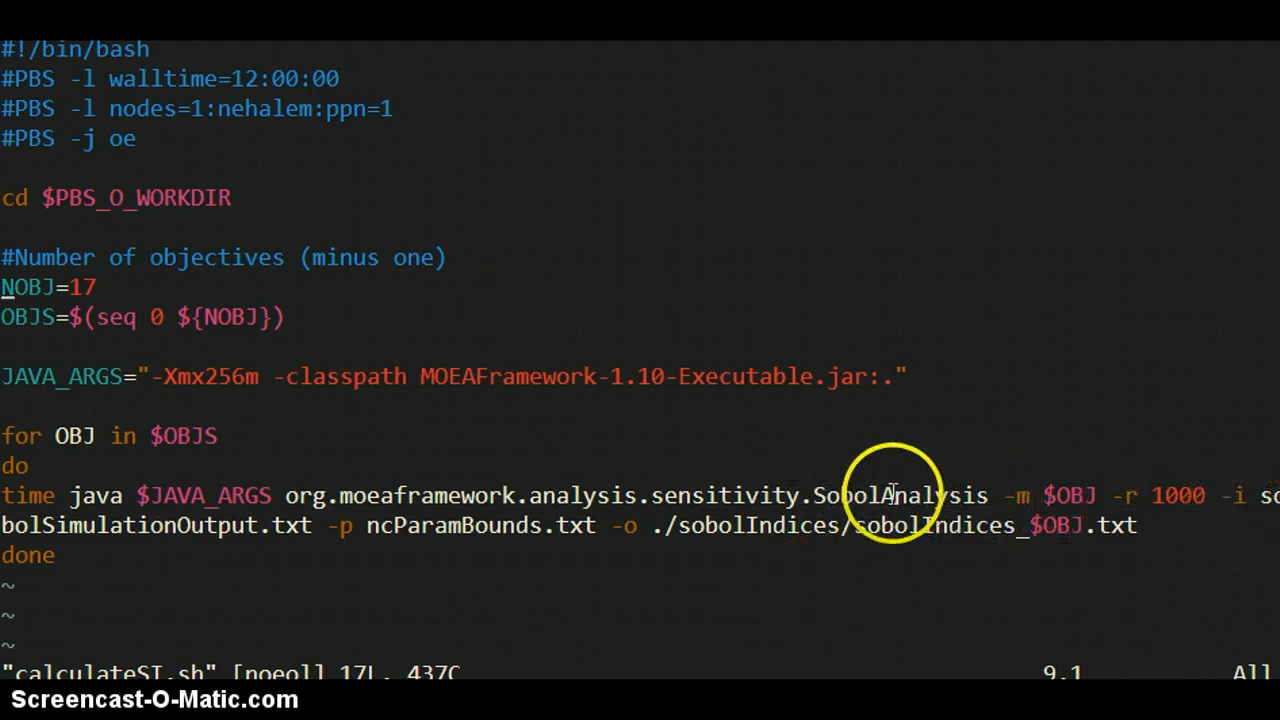 #!/bin/bash
#PBS -l walltime=12:00:00
#PBS -l nodes=1:nehalem:ppn=1
#PBS -j oe
cd $PBS_O_WORKDIR
#Number of objectives (minus one)
NOBJ=17
OBJS=$(seq 0 ${NOBJ})
JAVA_ARGS="-Xmx256m -classpath MOEAFramework-1.10-Executable.jar:."
for OBJ in $OBJS
do
time java $JAVA_ARGS org.moeaframework.analysis.sensitivity.SobolAnalysis -m $OBJ -r 1000 -i so
bolSimulationOutput.txt -p ncParamBounds.txt -o ./sobolIndices/sobolIndices_$OBJ.txt
done
~
~
~
"calculateSI.sh" [noeol] 17L, 437C 9,1 All
Screencast-O-Matic.com